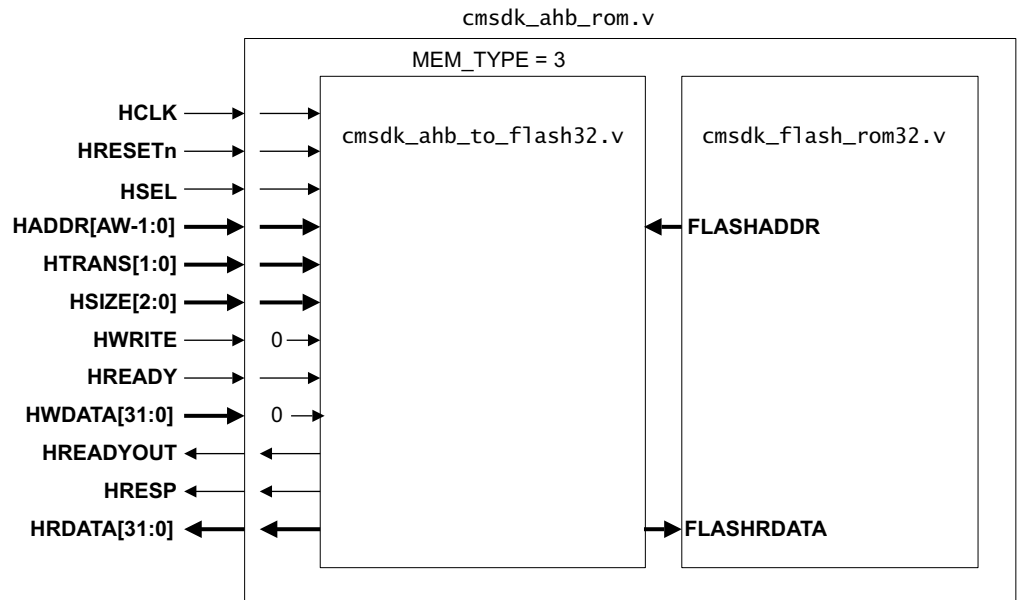 cmsdk_ahb_rom.v
MEM_TYPE = 3
cmsdk_ahb_to_flash32.v
cmsdk_flash_rom32.v
HCLK
HRESETn
HSEL
HADDR[AW-1:0]
FLASHADDR
HTRANS[1:0]
HSIZE[2:0]
HWRITE
0
HREADY
HWDATA[31:0]
0
HREADYOUT
HRESP
HRDATA[31:0]
FLASHRDATA